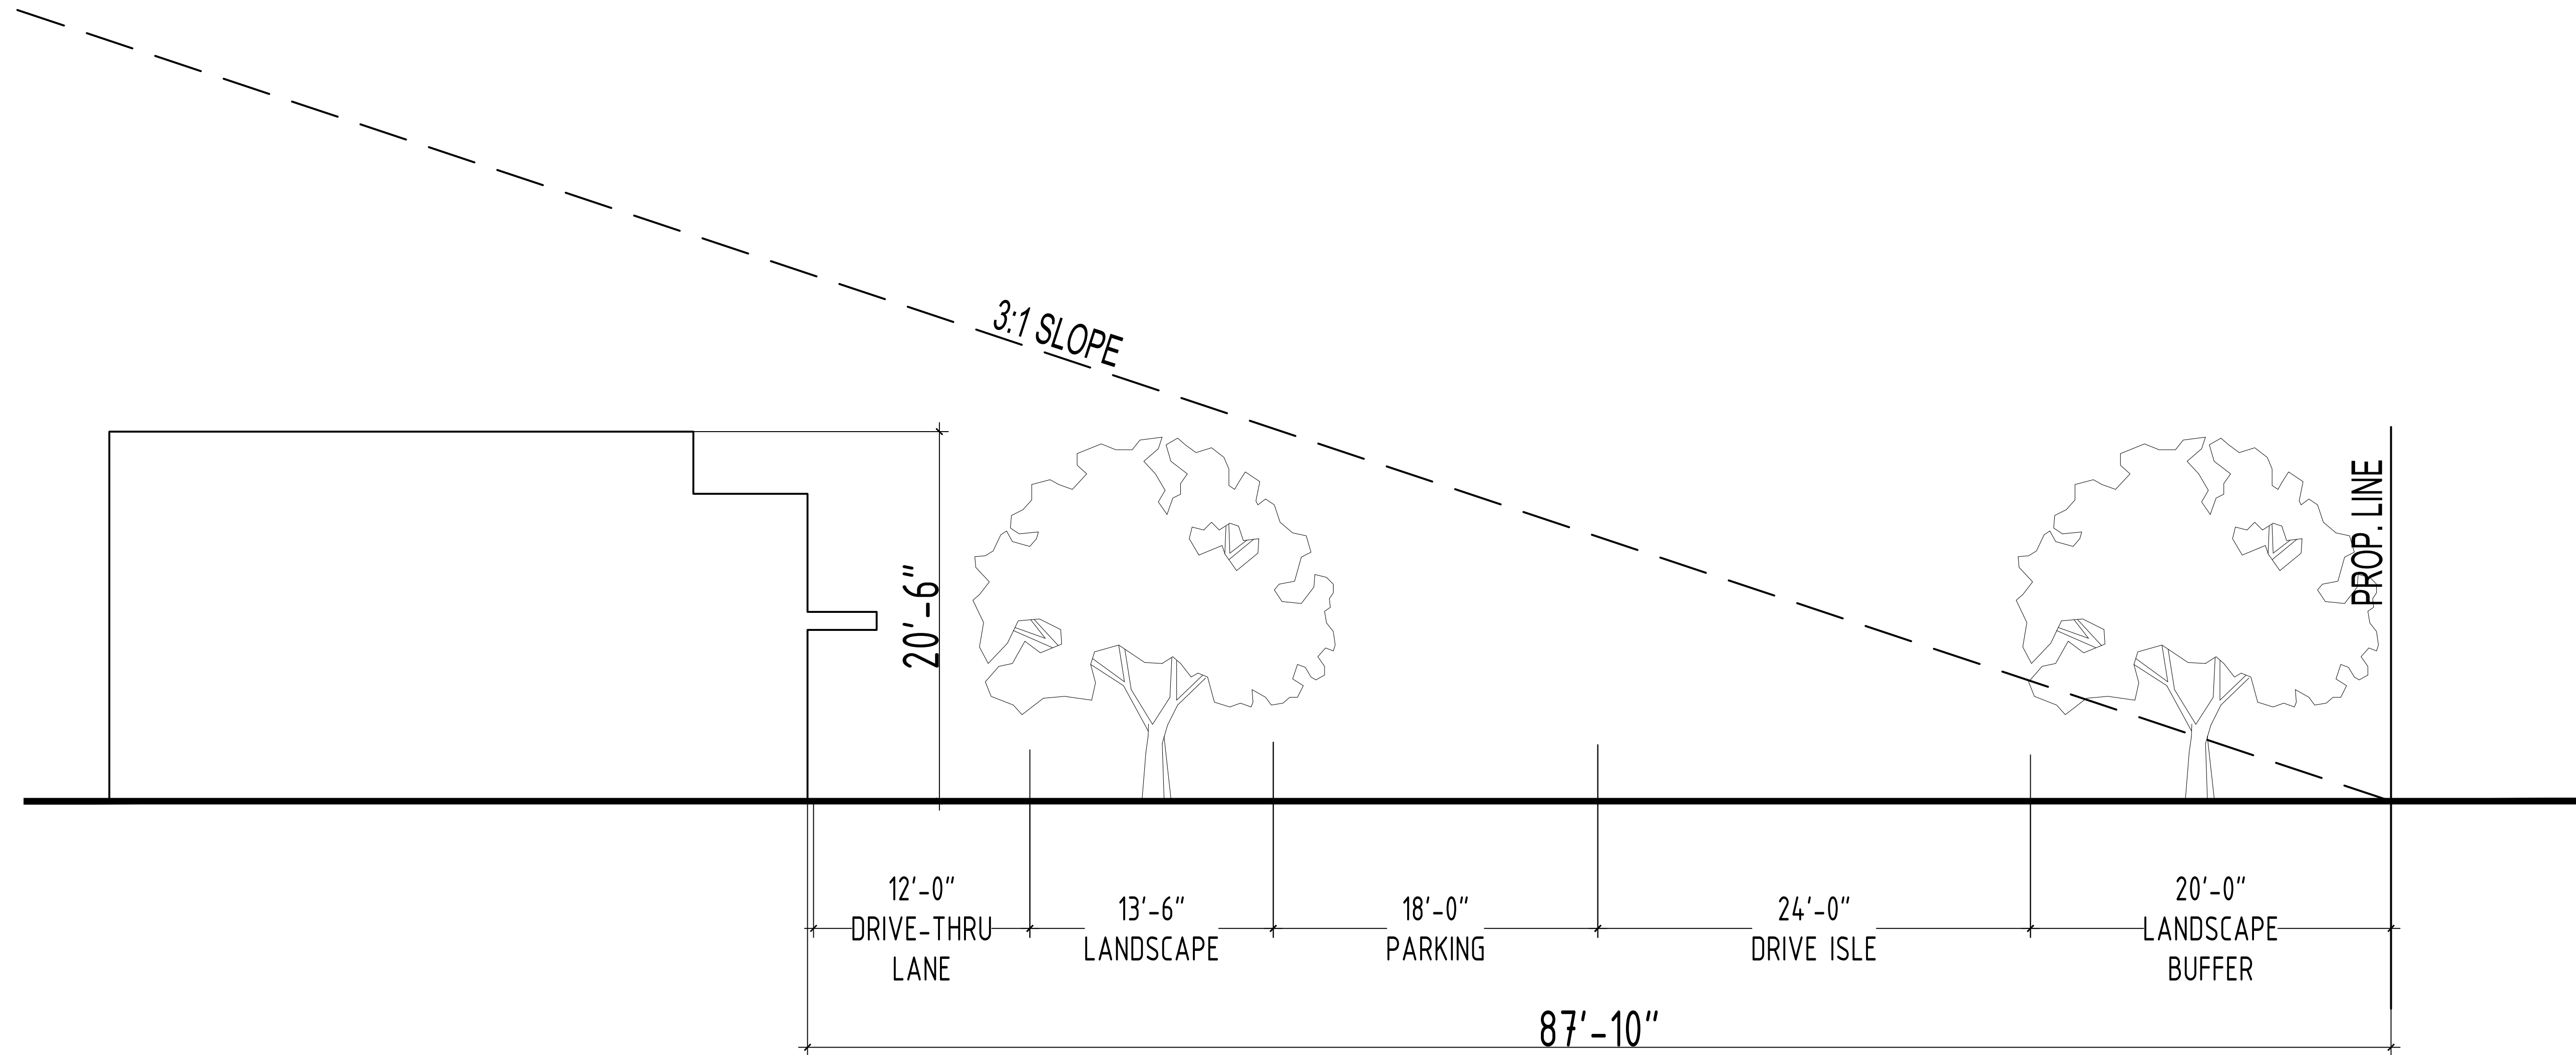 3:1 SLOPE
PROP. LINE
20'-6"
12'-0"
DRIVE-THRU
LANE
13'-6"
LANDSCAPE
18'-0"
PARKING
24'-0"
DRIVE ISLE
20'-0"
LANDSCAPE
BUFFER
87'-10"